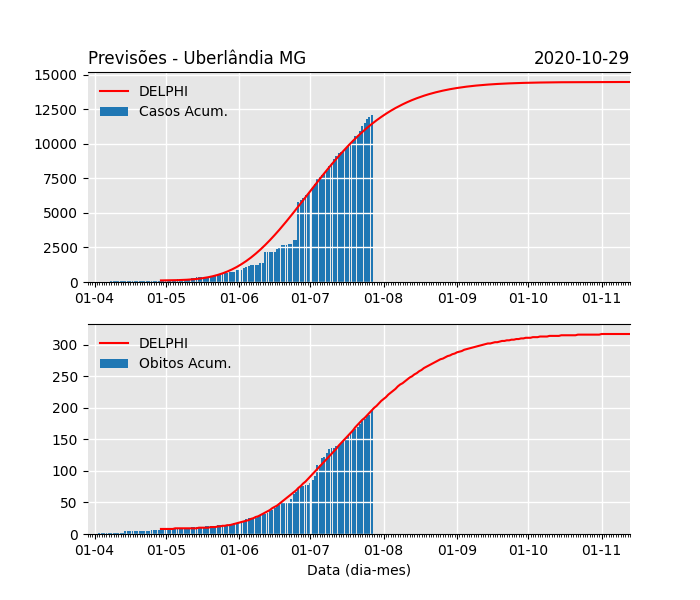 Previsões - Uberlândia MG 2020-10-29
15000
12500
10000
7500
5000
2500
0
DELPHI
Casos Acum.
01-04 01-05 01-06 01-07 01-08 01-09 01-10 01-11
300
250
200
150
100
50
0
DELPHI
Obitos Acum.
01-04 01-05 01-06 01-07 01-08 01-09 01-10 01-11
Data (dia-mes)